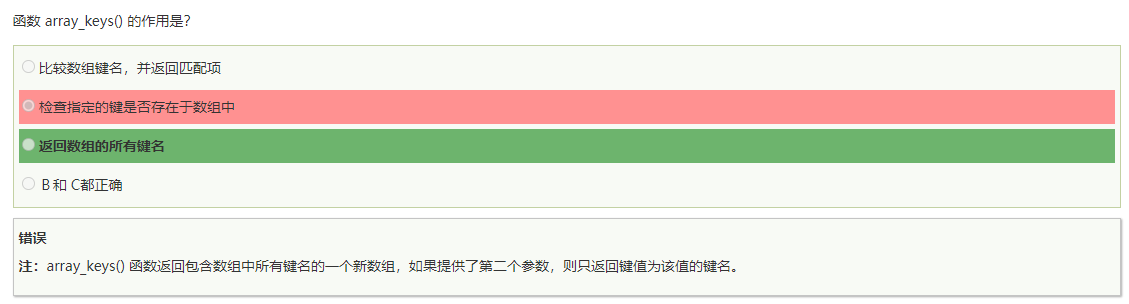 函数 array_keys() 的作用是？
比较数组键名，并返回匹配项
检查指定的键是否存在于数组中
返回数组的所有键名
B 和 C都正确
错误
注：array_keys() 函数返回包含数组中所有键名的一个新数组，如果提供了第二个参数，则只返回键值为该值的键名。